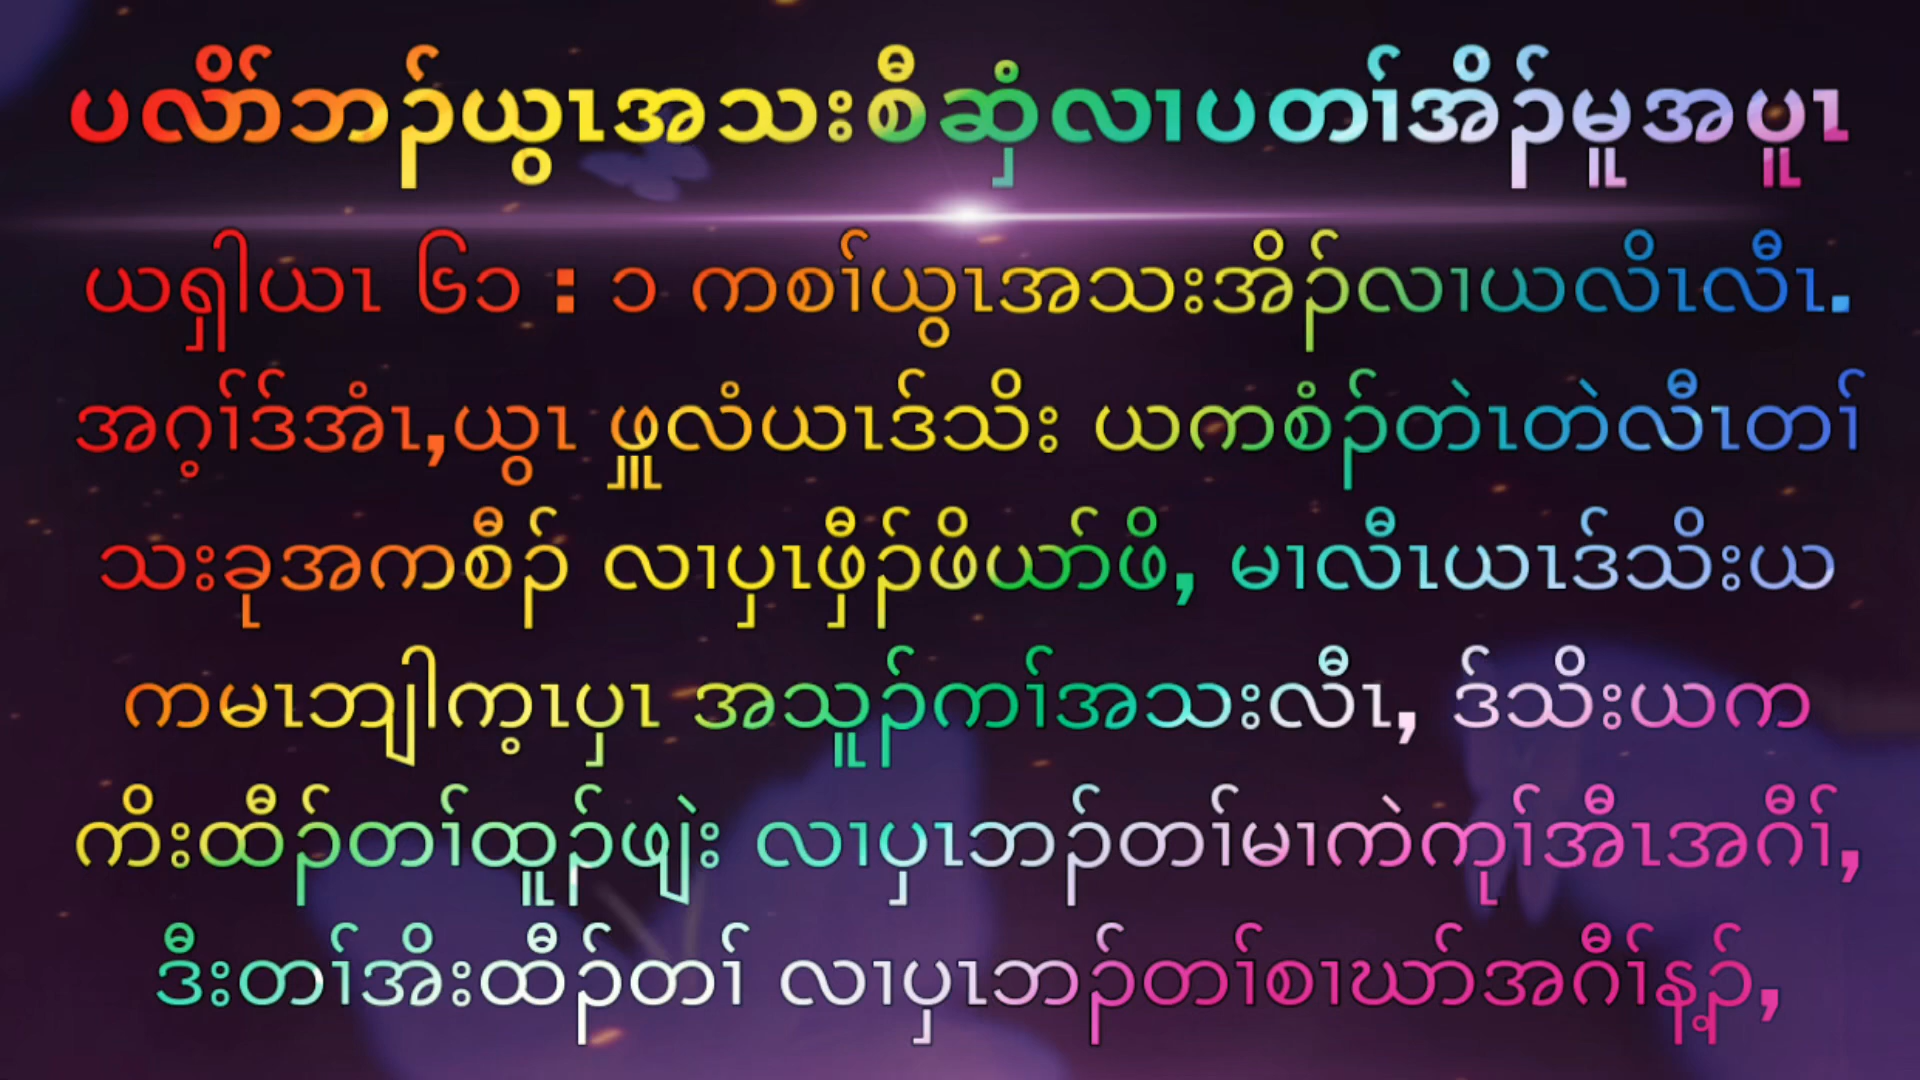 ပလိာ်ဘၣ်ယွၤအသးစီဆှံလၢပတၢ်အိၣ်မူအပူၤ
ယရှါယၤ ၆၁ : ၁ ကစၢ်ယွၤအသးအိၣ်လၢယလိၤလီၤ.
အဂ့ၢ်ဒ်အံၤ,ယွၤ ဖှူလံယၤဒ်သိး ယကစံၣ်တဲၤတဲလီၤတၢ်
သးခုအကစီၣ် လၢပှၤဖှီၣ်ဖိယာ်ဖိ, မၢလီၤယၤဒ်သိးယ
ကမၤဘျါက့ၤပှၤ အသူၣ်ကၢ်အသးလီၤ, ဒ်သိးယက
ကိးထီၣ်တၢ်ထူၣ်ဖျဲး လၢပှၤဘၣ်တၢ်မၢကဲကုၢ်အီၤအဂီၢ်,
ဒီးတၢ်အိးထီၣ်တၢ် လၢပှၤဘၣ်တၢ်စၢဃာ်အဂီၢ်န့ၣ်,